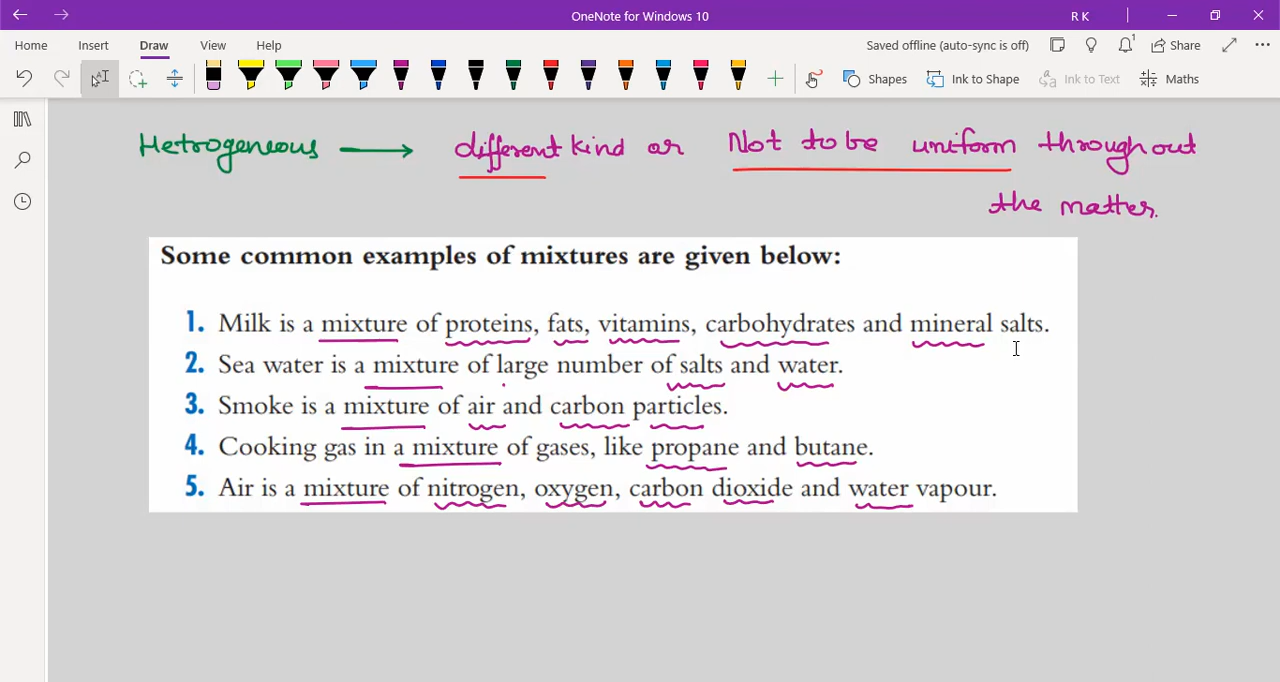 OneNote for Windows 10
R K
Home Insert Draw View Help
Saved offline (auto-sync is off)
Share
Shapes
Ink to Shape
Ink to Text
Maths
Hetrogeneous → different kind or Not to be uniform throughout
the matter.
Some common examples of mixtures are given below:
1. Milk is a mixture of proteins, fats, vitamins, carbohydrates and mineral salts.
2. Sea water is a mixture of large number of salts and water.
3. Smoke is a mixture of air and carbon particles.
4. Cooking gas in a mixture of gases, like propane and butane.
5. Air is a mixture of nitrogen, oxygen, carbon dioxide and water vapour.